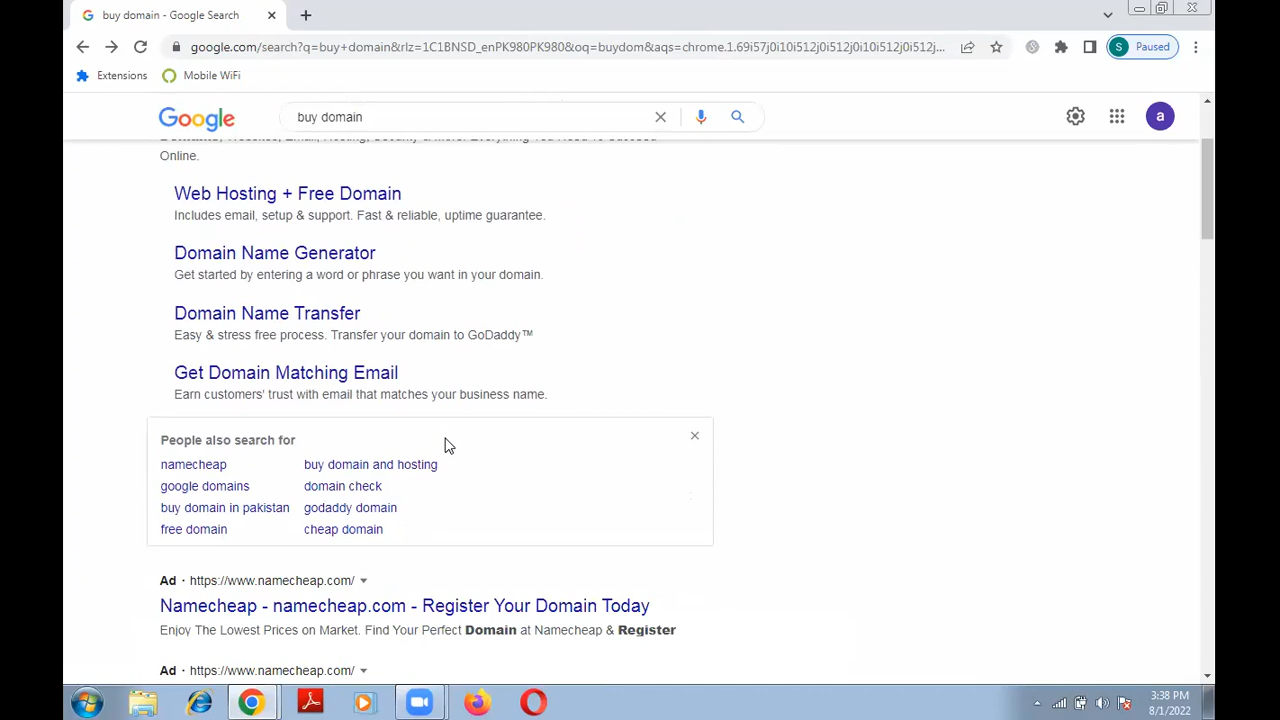 buy domain - Google Search
google.com/search?q=buy+domain&rlz=1C1BNSD_enPK980PK980&oq=buydom&aqs=chrome.1.69i57j0i10i512j0i512j0i10i512j0i512j...
S Paused
Extensions
Mobile WiFi
Google
buy domain
a
Online.
Web Hosting + Free Domain
Includes email, setup & support. Fast & reliable, uptime guarantee.
Domain Name Generator
Get started by entering a word or phrase you want in your domain.
Domain Name Transfer
Easy & stress free process. Transfer your domain to GoDaddy™
Get Domain Matching Email
Earn customers' trust with email that matches your business name.
People also search for
namecheap
buy domain and hosting
google domains
domain check
buy domain in pakistan
godaddy domain
free domain
cheap domain
Ad · https://www.namecheap.com/
Namecheap - namecheap.com - Register Your Domain Today
Enjoy The Lowest Prices on Market. Find Your Perfect Domain at Namecheap & Register
Ad · https://www.namecheap.com/
3:38 PM
8/1/2022